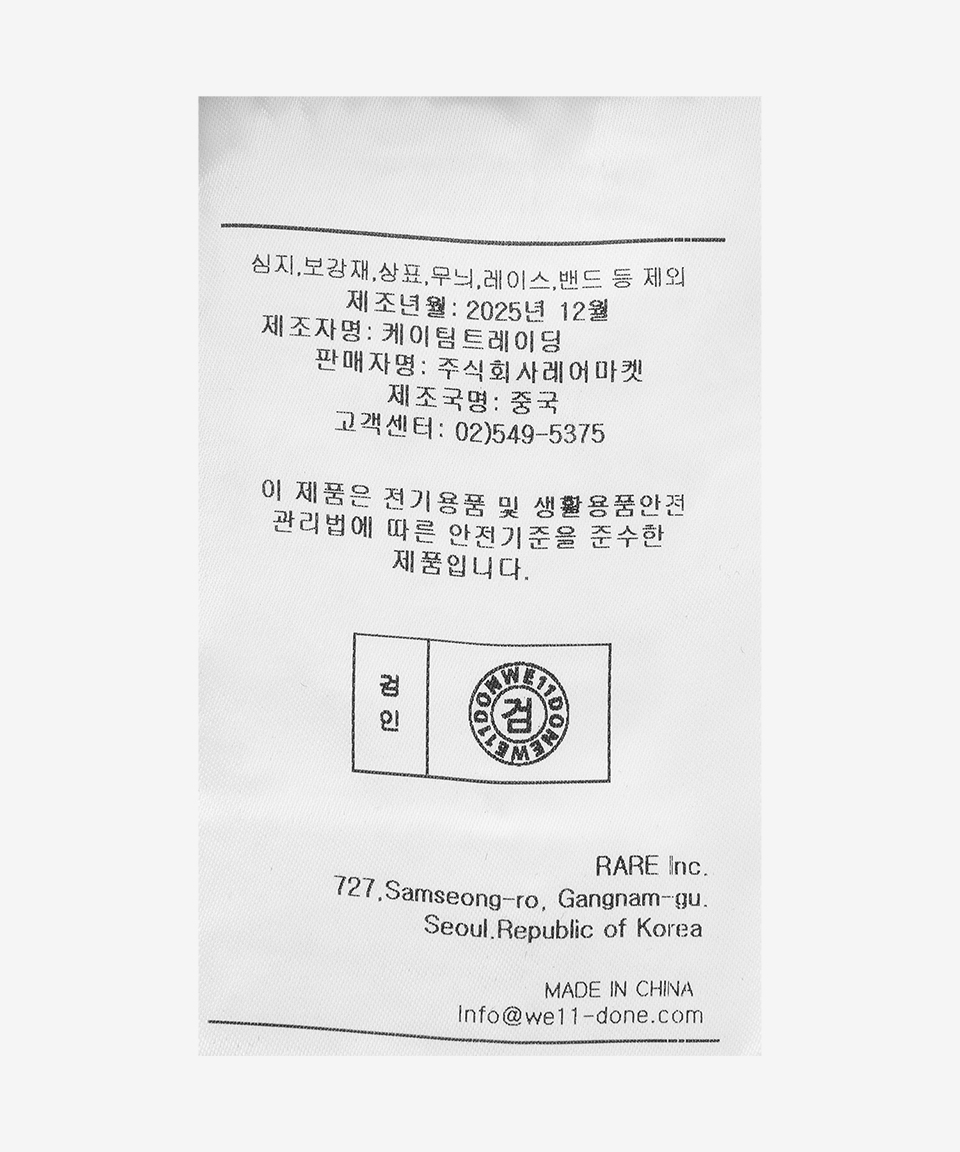 심지,보강재,상표,무늬,레이스,밴드 등 제외
제조년월: 2025년 12월
제조자명: 케이팀트레이딩
판매자명: 주식회사레어마켓
제조국명: 중국
고객센터: 02)549-5375
이 제품은 전기용품 및 생활용품안전
관리법에 따른 안전기준을 준수한
제품입니다.
검
인
WE11DONEWE11DON
검
RARE Inc.
727,Samseong-ro, Gangnam-gu.
Seoul.Republic of Korea
MADE IN CHINA
Info@we11-done.com